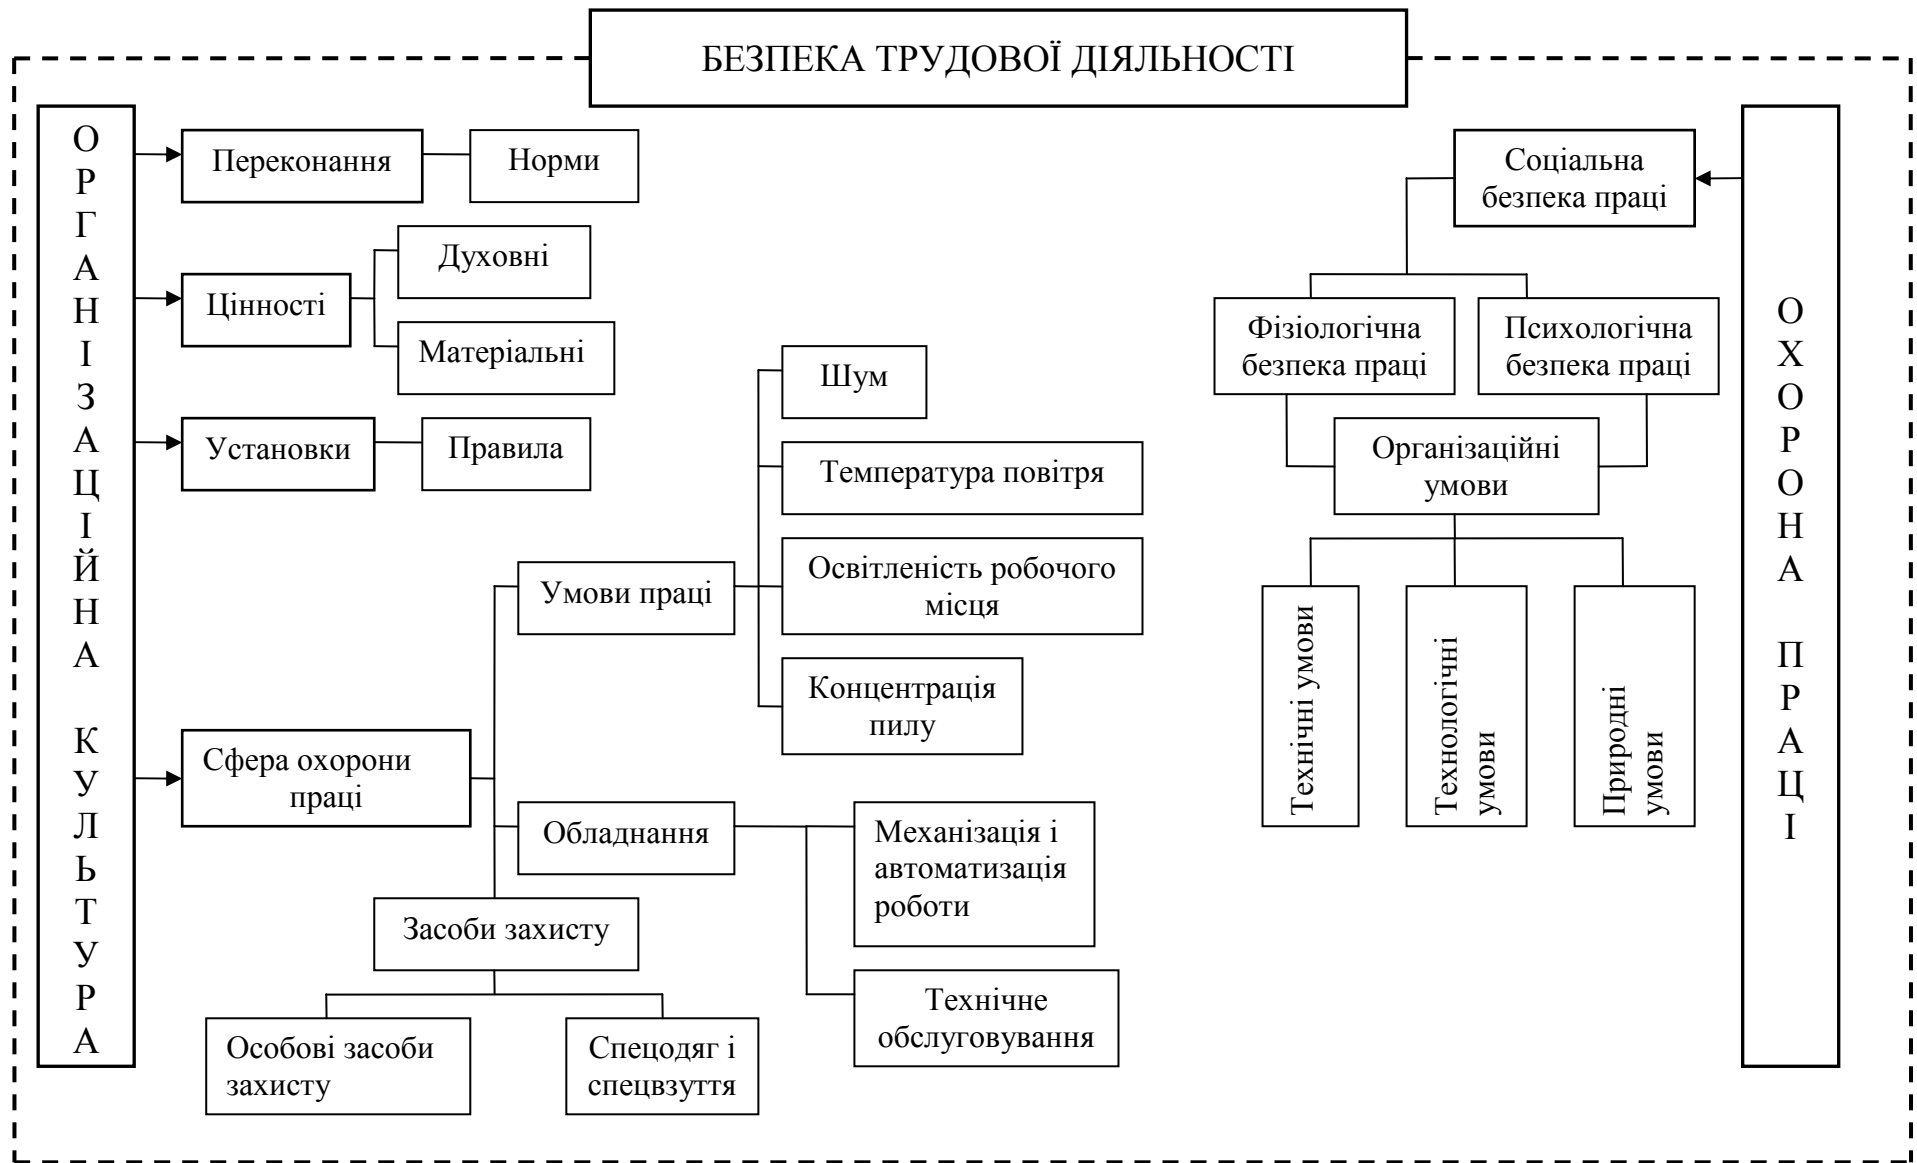 БЕЗПЕКА ТРУДОВОЇ ДІЯЛЬНОСТІ
ОРГАНІЗАЦІЙНА КУЛЬТУРА
Переконання
Норми
Цінності
Духовні
Матеріальні
Установки
Правила
Сфера охорони
праці
Умови праці
Шум
Температура повітря
Освітленість робочого
місця
Концентрація
пилу
Обладнання
Механізація і
автоматизація
роботи
Технічне
обслуговування
Засоби захисту
Особові засоби
захисту
Спецодяг і
спецвзуття
Соціальна
безпека праці
Фізіологічна
безпека праці
Психологічна
безпека праці
Організаційні
умови
Технічні умови
Технологічні
умови
Природні
умови
ОХОРОНА ПРАЦІ